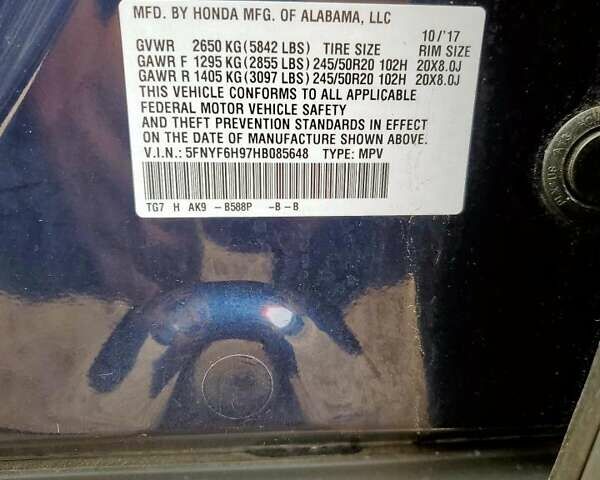 MFD. BY HONDA MFG. OF ALABAMA, LLC
10/'17
GVWR 2650 KG(5842 LBS) TIRE SIZE RIM SIZE
GAWR F 1295 KG(2855 LBS)245/50R20 102H 20X8.0J
GAWR R 1405 KG(3097 LBS)245/50R20 102H 20X8.0J
THIS VEHICLE CONFORMS TO ALL APPLICABLE
FEDERAL MOTOR VEHICLE SAFETY
AND THEFT PREVENTION STANDARDS IN EFFECT
ON THE DATE OF MANUFACTURE SHOWN ABOVE.
V.I.N.: 5FNYF6H97HB085648 TYPE: MPV
TG7 H AK9 -B588P -B-B